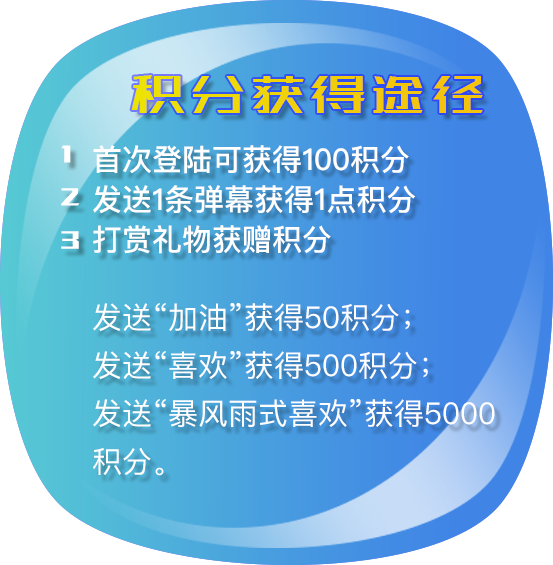 积分获得途径
1 首次登陆可获得100积分
2 发送1条弹幕获得1点积分
3 打赏礼物获赠积分
发送“加油”获得50积分；
发送“喜欢”获得500积分；
发送“暴风雨式喜欢”获得5000
积分。